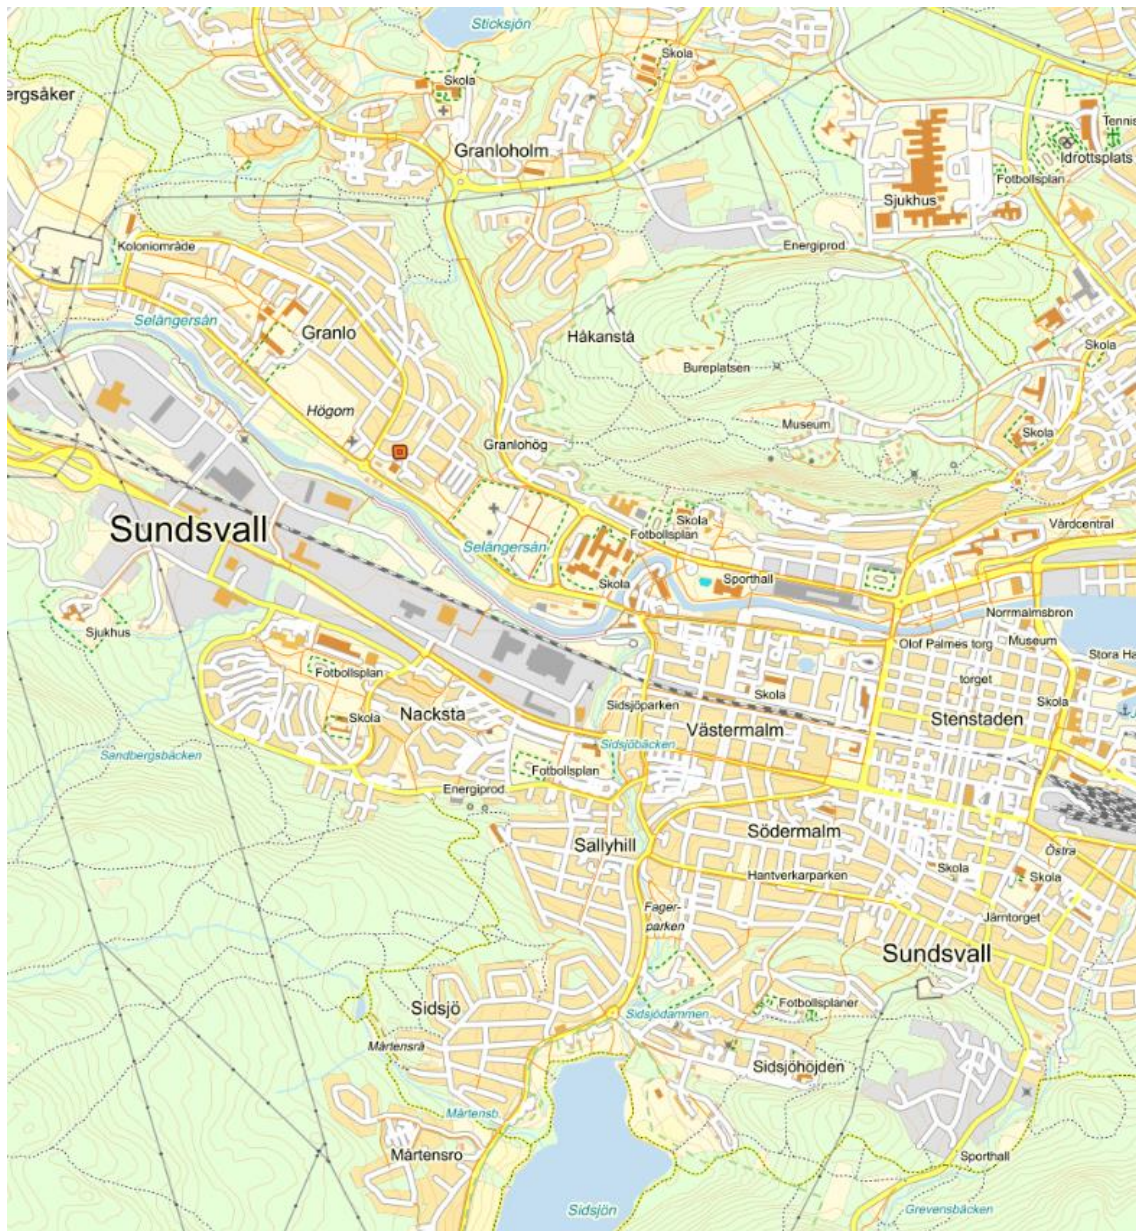 Sticksjön
Skola
Skola
ergsåker
Tennis
Granloholm
Idrottsplats
Fotbollsplan
Sjukhus
Koloniområde
Energiprod
Selångersån
Granlo
Håkanstå
Skola
Bureplatsen
Högom
Museum
Skola
Granlohög
Sundsvall
Skola
Vårdcentral
Fotbollsplan
Selångersån
Skola
Sporthall
Norrmalmsbron
Sjukhus
Olof Palmes torg
Museum
Stora Ha
Fotbollsplan
torget
Skola
Sidsjöparken
Skola
Nacksta
Skola
Stenstaden
Västermalm
Sidsjöbäcken
Sandbergsbäcken
Fotbollsplan
Energiprod
Södermalm
Sallyhill
Östra
Skola
Hantverkarparken
Skola
Fager-
parken
Järntorget
Sundsvall
Sidsjö
Fotbollsplaner
Sidsjödammen
Mårtensrå
Sidsjöhöjden
Mårtensb.
Mårtensro
Sporthall
Sidsjön
Grevensbäcken